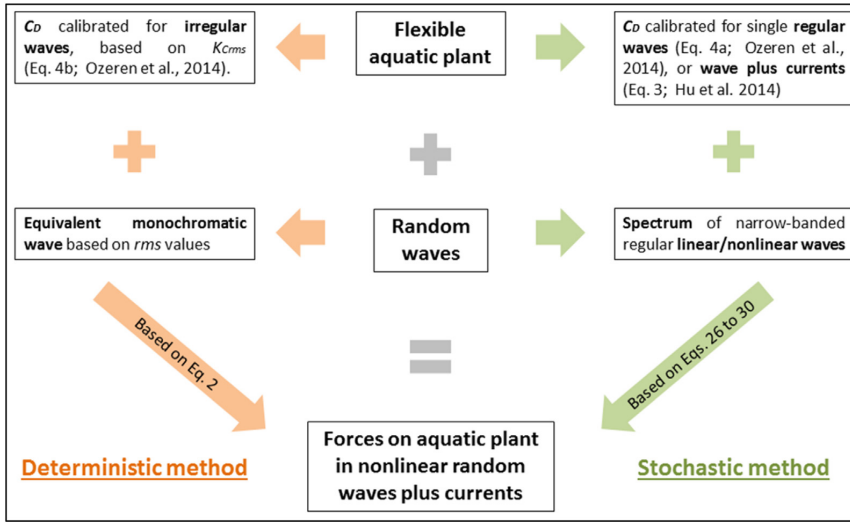 C_D calibrated for irregular
waves, based on K_Crms
(Eq. 4b; Ozeren et al., 2014).
Flexible
aquatic plant
C_D calibrated for single regular
waves (Eq. 4a; Ozeren et al.,
2014), or wave plus currents
(Eq. 3; Hu et al. 2014)
Equivalent monochromatic
wave based on rms values
Random
waves
Spectrum of narrow-banded
regular linear/nonlinear waves
Based on Eq. 2
Based on Eqs. 26 to 30
Deterministic method
Forces on aquatic plant
in nonlinear random
waves plus currents
Stochastic method